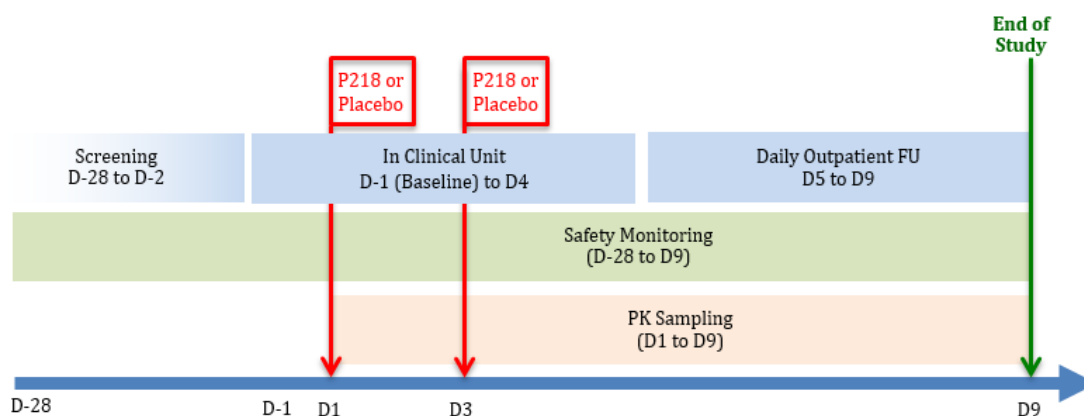 End of
Study
P218 or
Placebo
P218 or
Placebo
Screening
D-28 to D-2
In Clinical Unit
D-1 (Baseline) to D4
Daily Outpatient FU
D5 to D9
Safety Monitoring
(D-28 to D9)
PK Sampling
(D1 to D9)
D-28
D-1
D1
D3
D9